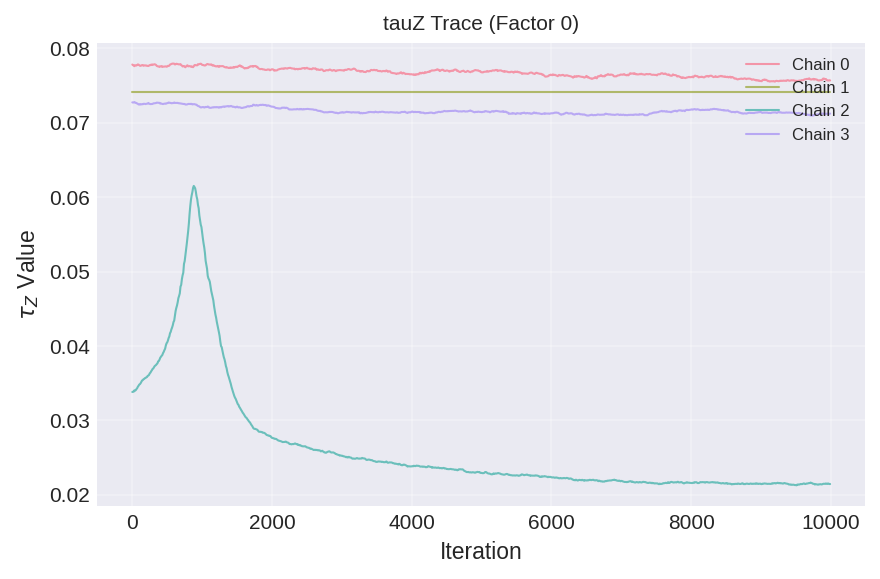 tauZ Trace (Factor 0)
0.08
0.07
0.06
0.05
0.04
0.03
0.02
τZ Value
Chain 0
Chain 1
Chain 2
Chain 3
0 2000 4000 6000 8000 10000
Iteration